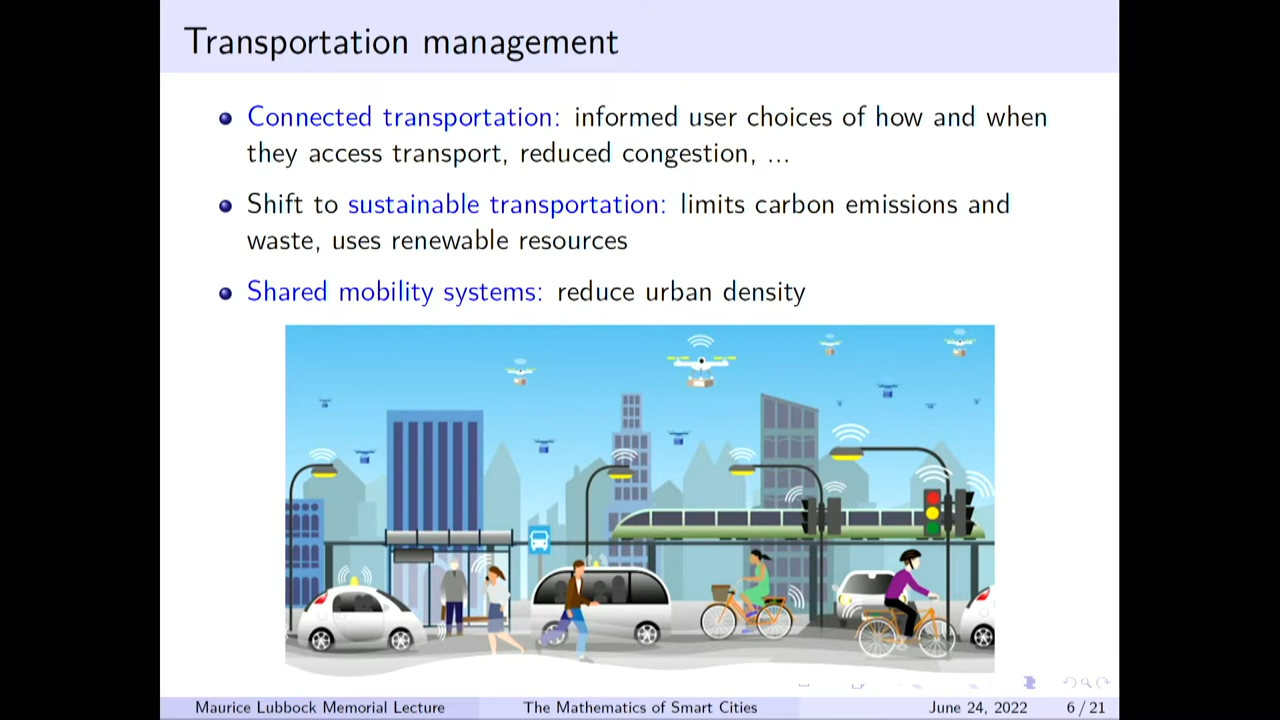 Transportation management
Connected transportation: informed user choices of how and when
they access transport, reduced congestion, ...
Shift to sustainable transportation: limits carbon emissions and
waste, uses renewable resources
Shared mobility systems: reduce urban density
Maurice Lubbock Memorial Lecture
The Mathematics of Smart Cities
June 24, 2022
6 / 21